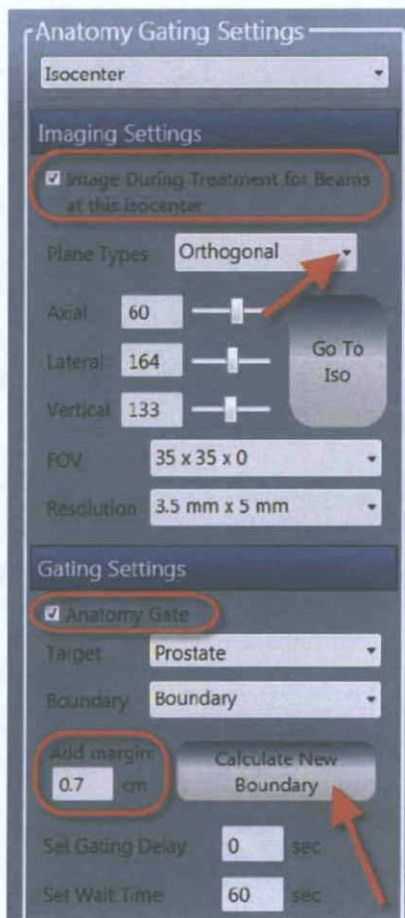 Anatomy Gating Settings
Isocenter
Imaging Settings
Image During Treatment for Beams
at this Isocenter
Plane Types Orthogonal
Axial 60
Lateral 164
Vertical 133
Go To
Iso
FOV 35 x 35 x 0
Resolution 3.5 mm x 5 mm
Gating Settings
Anatomy Gate
Target Prostate
Boundary Boundary
Add margin:
0.7 cm
Calculate New
Boundary
Set Gating Delay 0 sec
Set Wait Time 60 sec